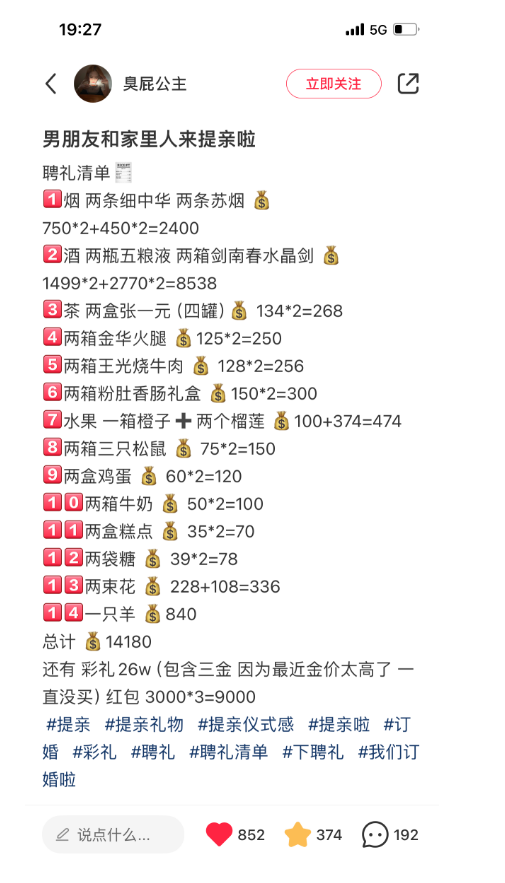 19:27
5G
臭屁公主
立即关注
男朋友和家里人来提亲啦
聘礼清单🧾
1️⃣烟 两条细中华 两条苏烟 💰
750*2+450*2=2400
2️⃣酒 两瓶五粮液 两箱剑南春水晶剑 💰
1499*2+2770*2=8538
3️⃣茶 两盒张一元（四罐）💰 134*2=268
4️⃣两箱金华火腿 💰125*2=250
5️⃣两箱王光烧牛肉 💰 128*2=256
6️⃣两箱粉肚香肠礼盒 💰150*2=300
7️⃣水果 一箱橙子➕两个榴莲 💰100+374=474
8️⃣两箱三只松鼠 💰 75*2=150
9️⃣两盒鸡蛋 💰 60*2=120
1️⃣0️⃣两箱牛奶 💰 50*2=100
1️⃣1️⃣两盒糕点 💰 35*2=70
1️⃣2️⃣两袋糖 💰 39*2=78
1️⃣3️⃣两束花 💰 228+108=336
1️⃣4️⃣一只羊 💰840
总计 💰14180
还有 彩礼26w（包含三金 因为最近金价太高了 一
直没买）红包 3000*3=9000
#提亲 #提亲礼物 #提亲仪式感 #提亲啦 #订
婚 #彩礼 #聘礼 #聘礼清单 #下聘礼 #我们订
婚啦
说点什么...
852
374
192